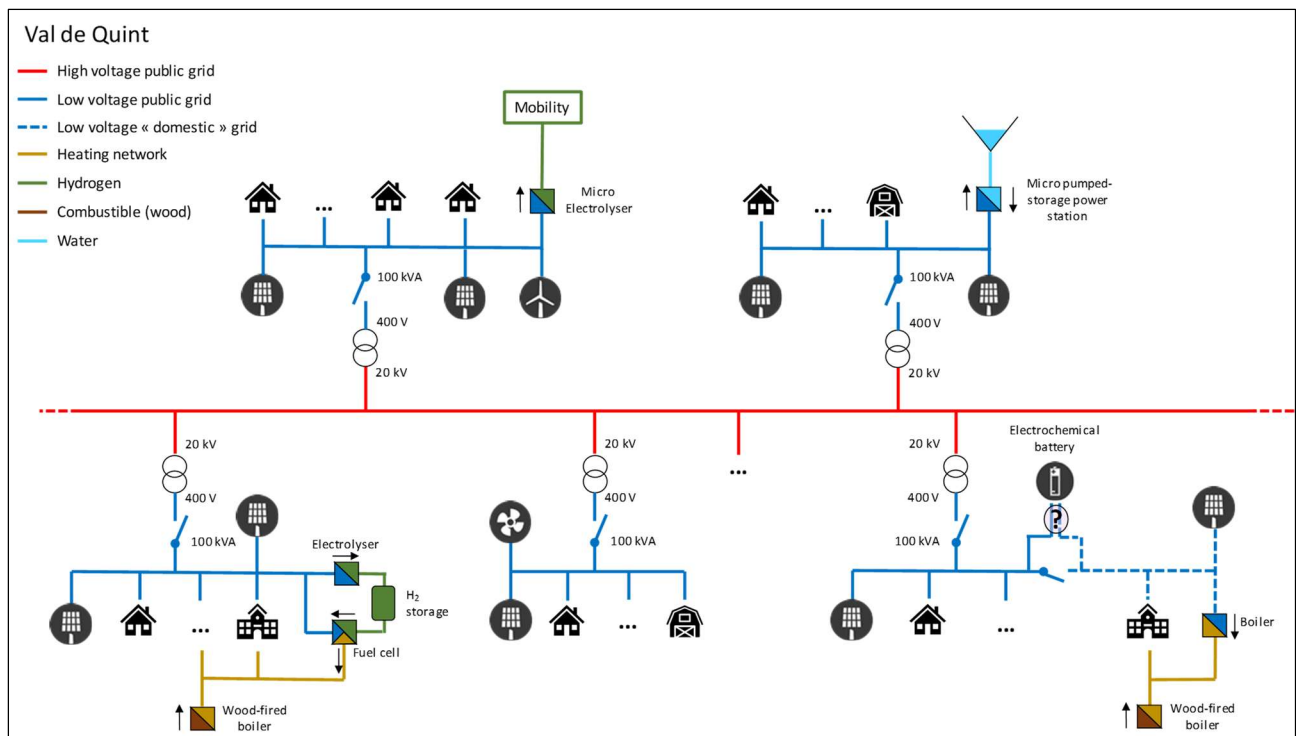 Val de Quint
High voltage public grid
Low voltage public grid
Low voltage « domestic » grid
Heating network
Hydrogen
Combustible (wood)
Water
Mobility
Micro
Electrolyser
...
100 kVA
400 V
20 kV
Micro pumped-
storage power
station
...
100 kVA
400 V
20 kV
20 kV
400 V
100 kVA
Electrolyser
H2
storage
Fuel cell
...
Wood-fired
boiler
20 kV
400 V
100 kVA
...
...
20 kV
400 V
100 kVA
Electrochemical
battery
?
...
Boiler
Wood-fired
boiler